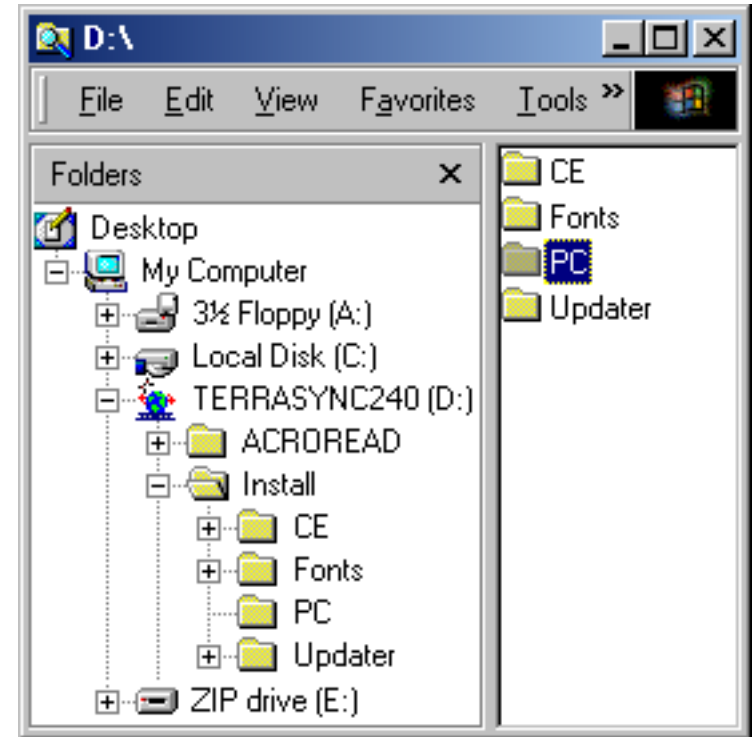 D:\
File Edit View Favorites Tools »
Folders
Desktop
My Computer
3½ Floppy (A:)
Local Disk (C:)
TERRASYNC240 (D:)
ACROREAD
Install
CE
Fonts
PC
Updater
ZIP drive (E:)
CE
Fonts
PC
Updater